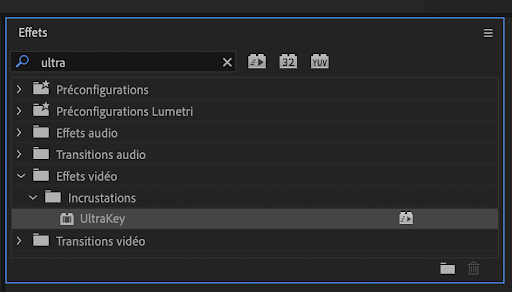 Effets
ultra
32
YUV
Préconfigurations
Préconfigurations Lumetri
Effets audio
Transitions audio
Effets vidéo
Incrustations
UltraKey
Transitions vidéo